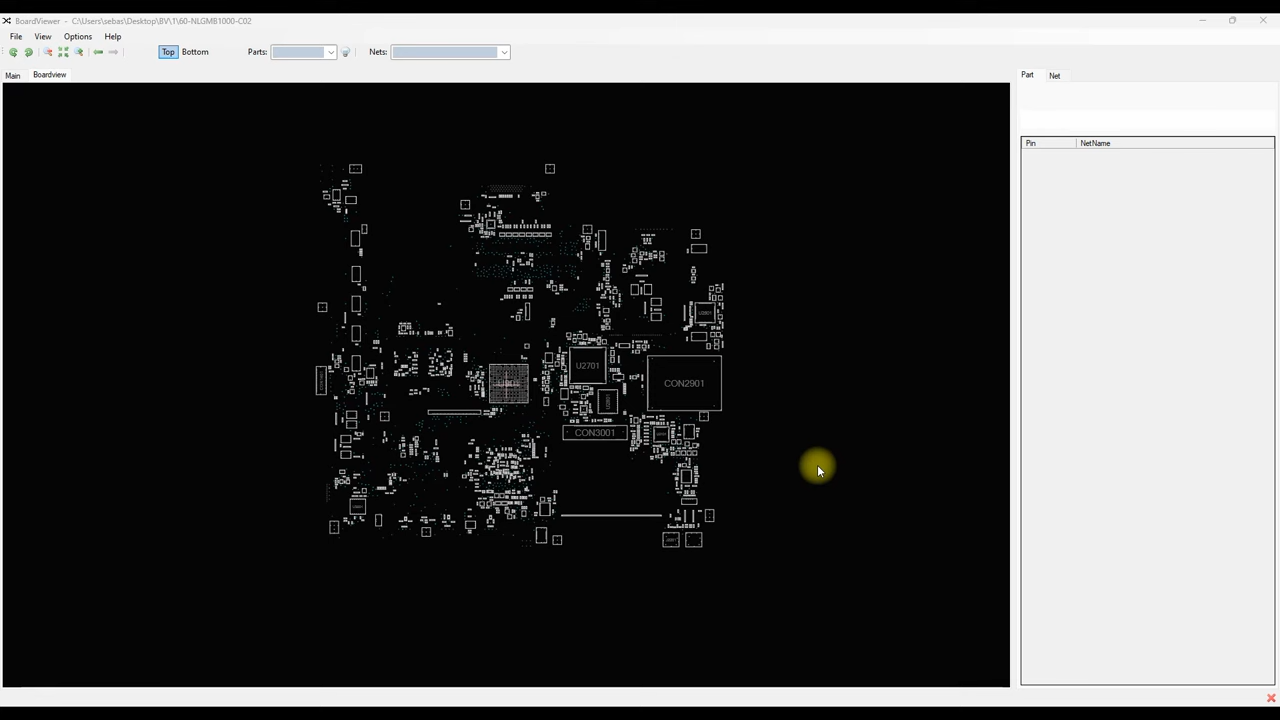 BoardViewer - C:\Users\sebas\Desktop\BV\1\60-NLGMB1000-C02
File View Options Help
Top Bottom Parts: Nets:
Main Boardview
Part Net
Pin NetName
U2701
CON2901
CON3001